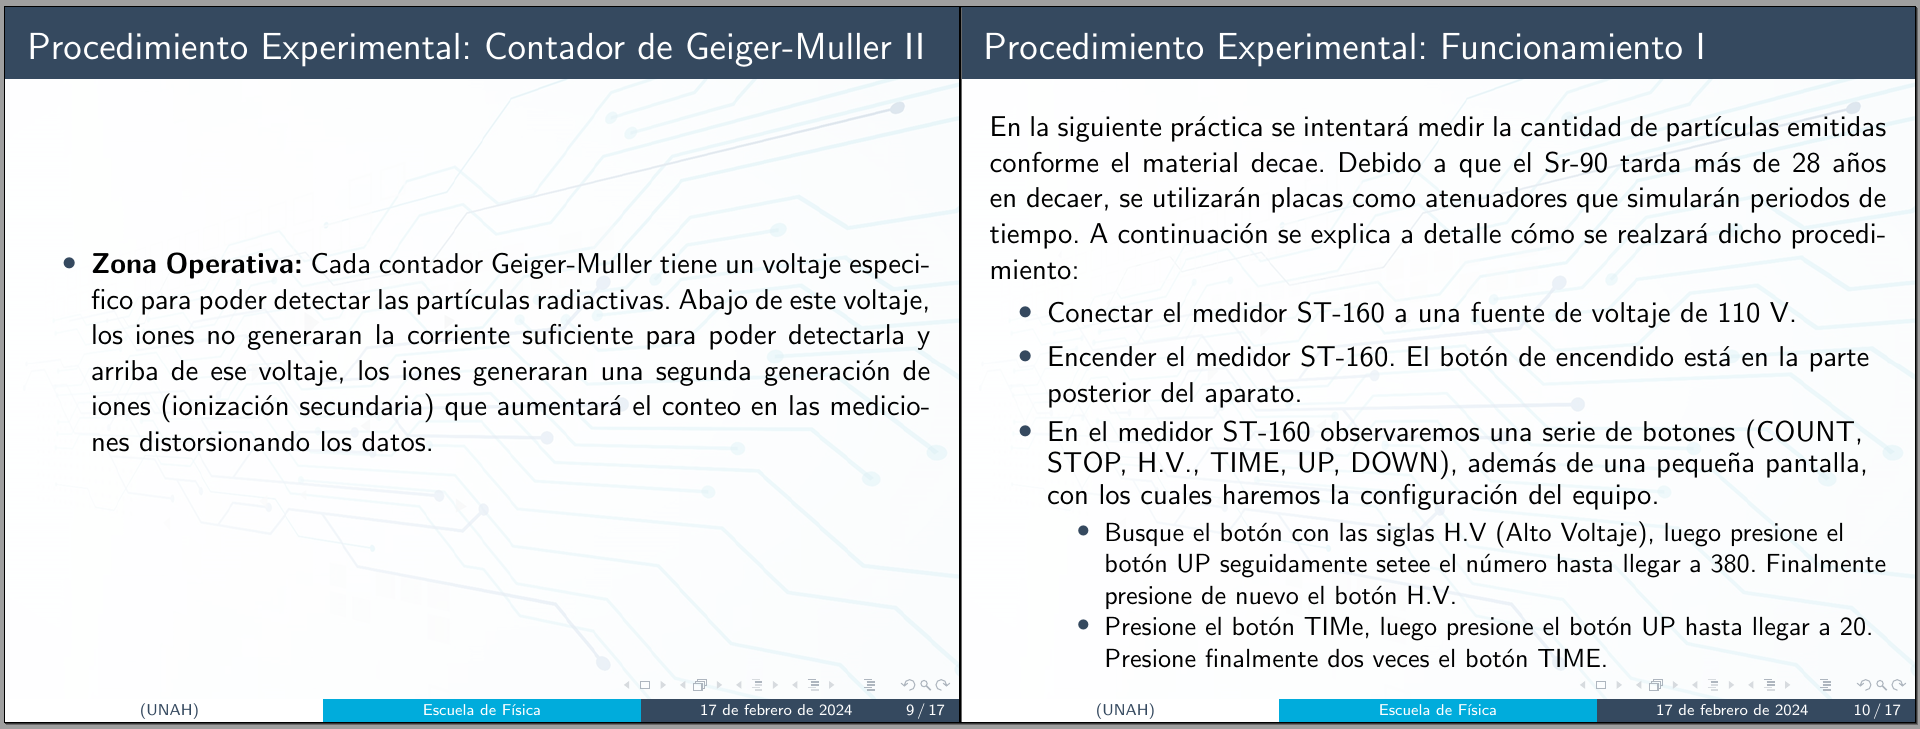 Procedimiento Experimental: Contador de Geiger-Muller II
Zona Operativa: Cada contador Geiger-Muller tiene un voltaje especi-
fico para poder detectar las partículas radiactivas. Abajo de este voltaje,
los iones no generaran la corriente suficiente para poder detectarla y
arriba de ese voltaje, los iones generaran una segunda generación de
iones (ionización secundaria) que aumentará el conteo en las medicio-
nes distorsionando los datos.
(UNAH)
Escuela de Física
17 de febrero de 2024
9 / 17
Procedimiento Experimental: Funcionamiento I
En la siguiente práctica se intentará medir la cantidad de partículas emitidas
conforme el material decae. Debido a que el Sr-90 tarda más de 28 años
en decaer, se utilizarán placas como atenuadores que simularán periodos de
tiempo. A continuación se explica a detalle cómo se realzará dicho procedi-
miento:
Conectar el medidor ST-160 a una fuente de voltaje de 110 V.
Encender el medidor ST-160. El botón de encendido está en la parte
posterior del aparato.
En el medidor ST-160 observaremos una serie de botones (COUNT,
STOP, H.V., TIME, UP, DOWN), además de una pequeña pantalla,
con los cuales haremos la configuración del equipo.
Busque el botón con las siglas H.V (Alto Voltaje), luego presione el
botón UP seguidamente setee el número hasta llegar a 380. Finalmente
presione de nuevo el botón H.V.
Presione el botón TIMe, luego presione el botón UP hasta llegar a 20.
Presione finalmente dos veces el botón TIME.
(UNAH)
Escuela de Física
17 de febrero de 2024
10 / 17